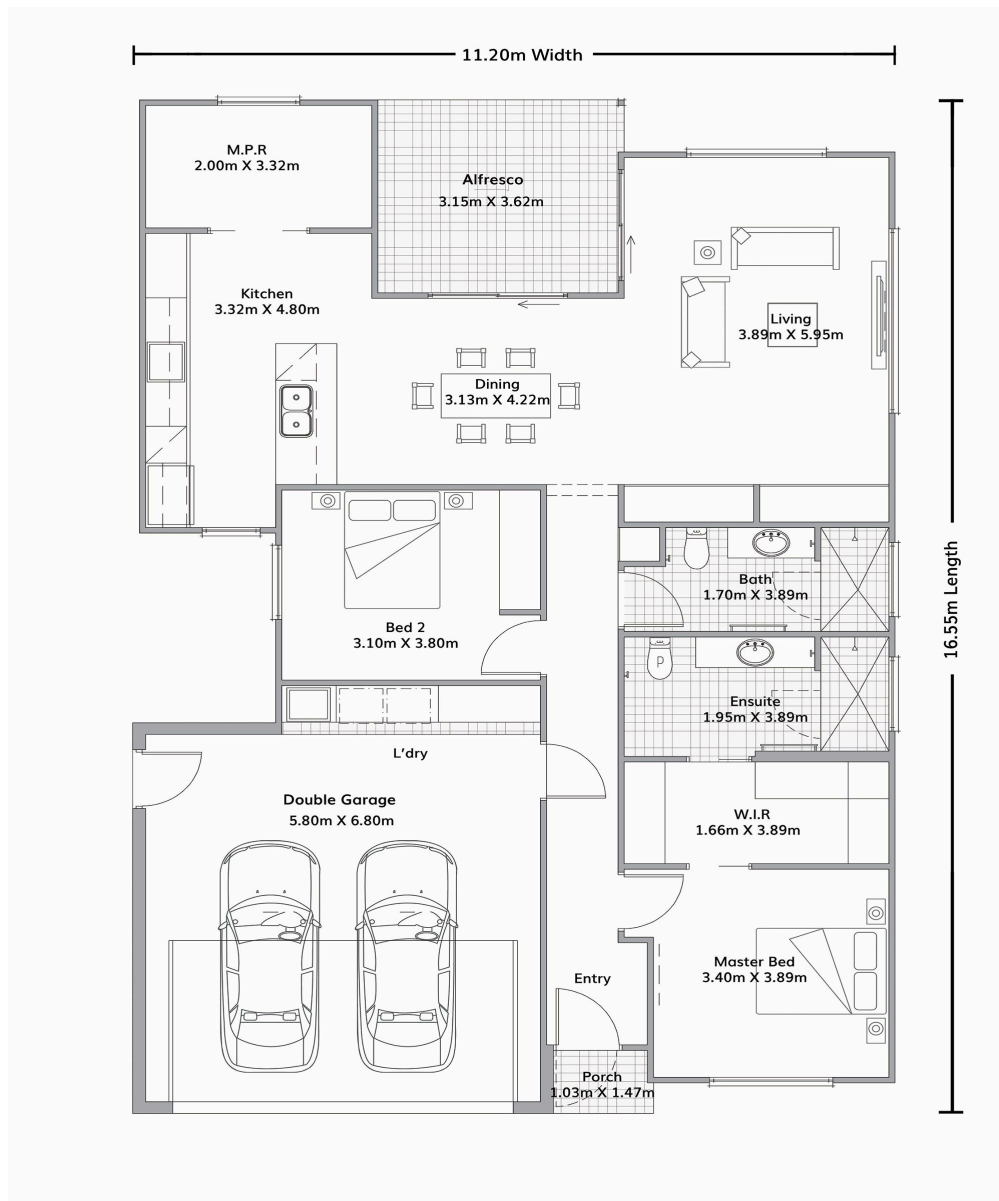 11.20m Width
M.P.R
2.00m X 3.32m
Alfresco
3.15m X 3.62m
Kitchen
3.32m X 4.80m
Living
3.89m X 5.95m
Dining
3.13m X 4.22m
16.55m Length
Bath
1.70m X 3.89m
Bed 2
3.10m X 3.80m
P
Ensuite
1.95m X 3.89m
L'dry
Double Garage
5.80m X 6.80m
W.I.R
1.66m X 3.89m
Master Bed
3.40m X 3.89m
Entry
Porch
1.03m X 1.47m